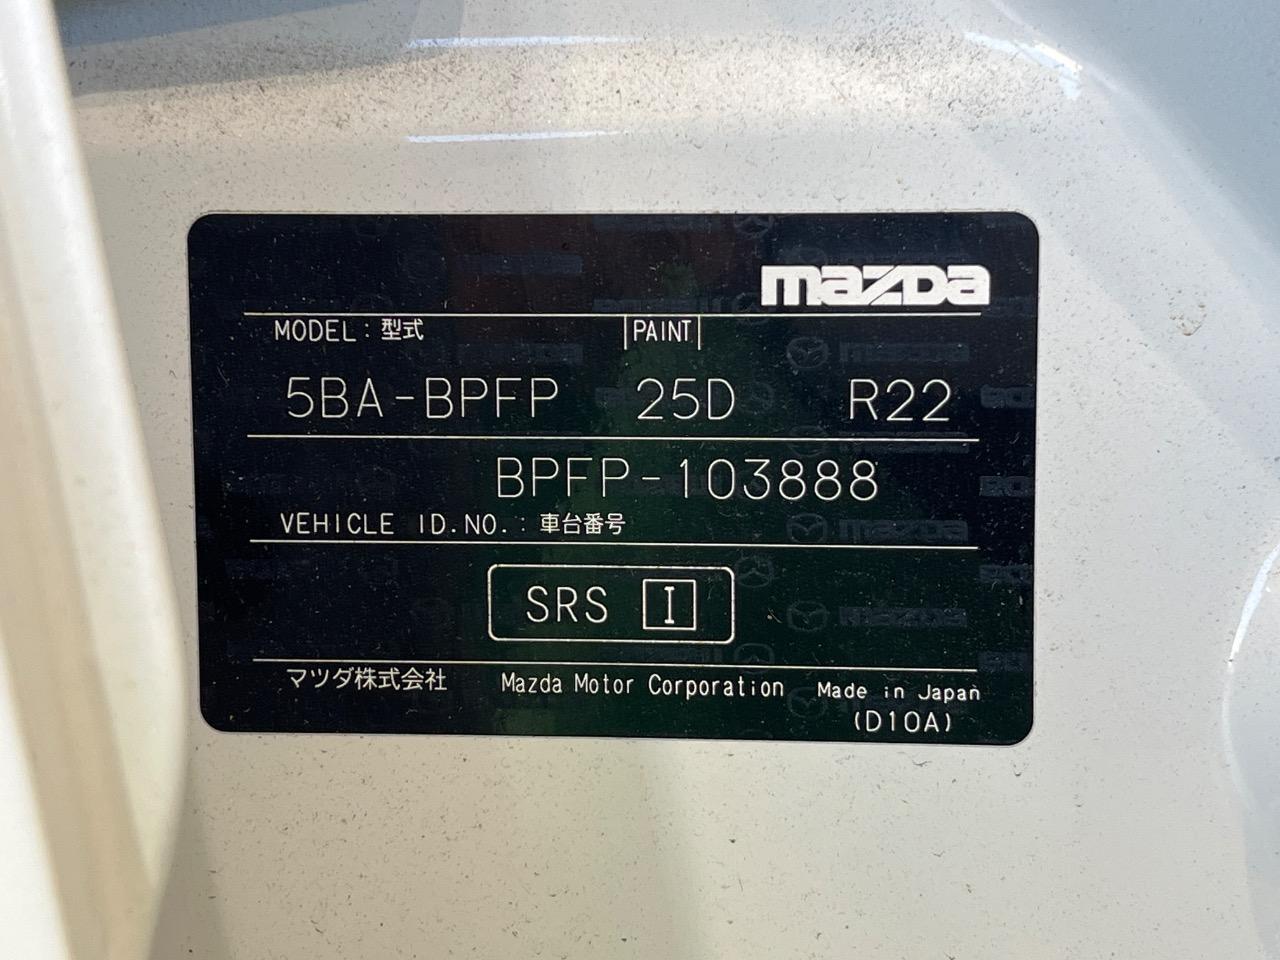 mazda
MODEL : 型式 PAINT
5BA-BPFP 25D R22
BPFP-103888
VEHICLE ID.NO. : 車台番号
SRS I
マツダ株式会社 Mazda Motor Corporation Made in Japan
(D10A)